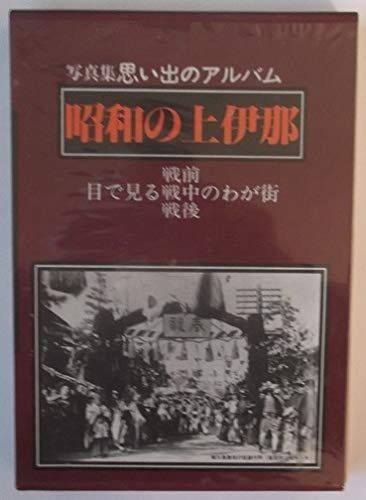 写真集思い出のアルバム
昭和の上伊那
戦前
目で見る戦中のわが街
戦後